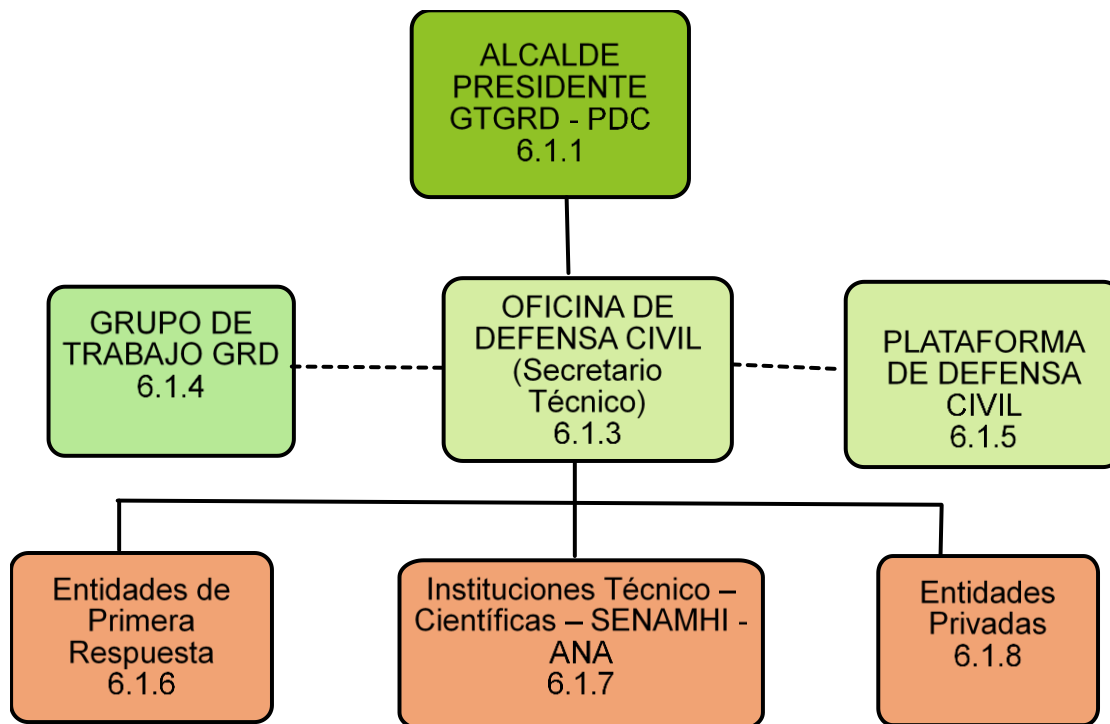 ALCALDE
PRESIDENTE
GTGRD - PDC
6.1.1
GRUPO DE
TRABAJO GRD
6.1.4
OFICINA DE
DEFENSA CIVIL
(Secretario
Técnico)
6.1.3
PLATAFORMA
DE DEFENSA
CIVIL
6.1.5
Entidades de
Primera
Respuesta
6.1.6
Instituciones Técnico –
Científicas – SENAMHI -
ANA
6.1.7
Entidades
Privadas
6.1.8